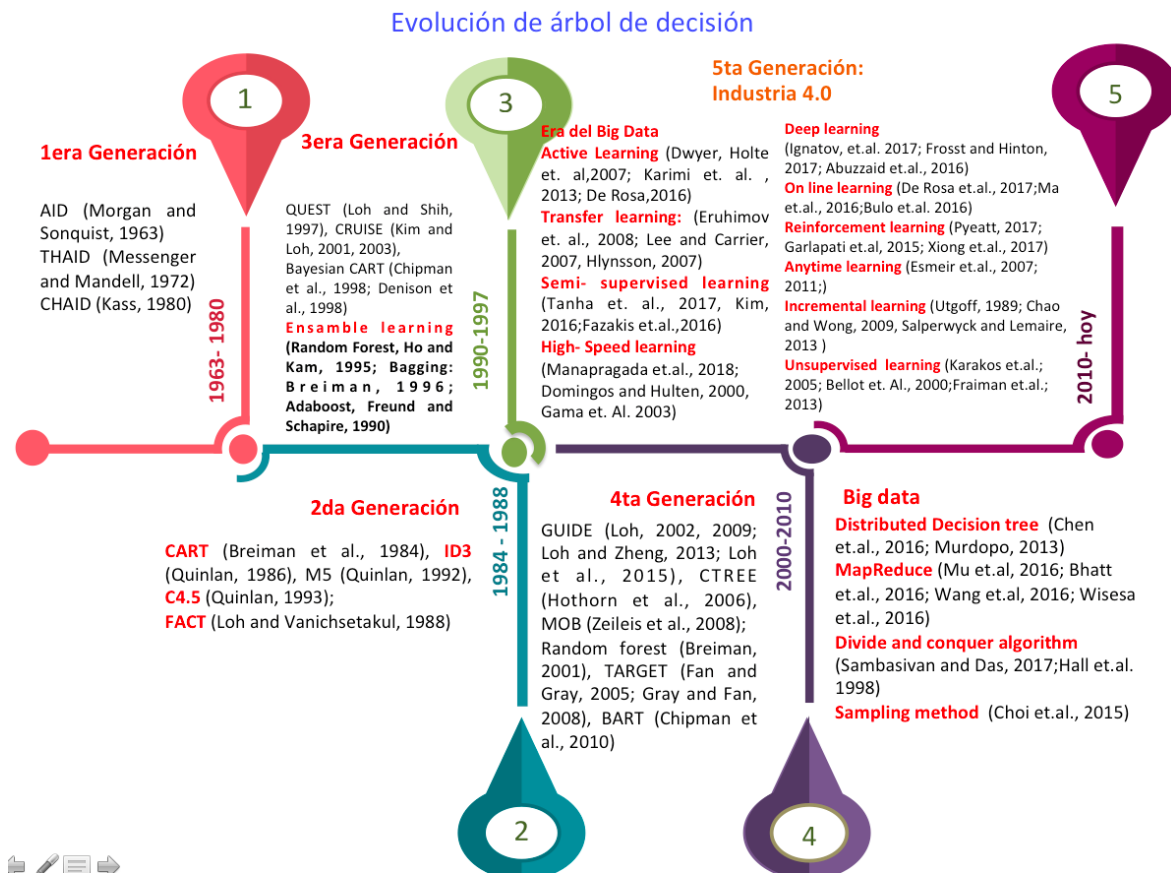 Evolución de árbol de decisión
1
1era Generación
AID (Morgan and
Sonquist, 1963)
THAID (Messenger
and Mandell, 1972)
CHAID (Kass, 1980)
1963- 1980
3era Generación
QUEST (Loh and Shih,
1997), CRUISE (Kim and
Loh, 2001, 2003),
Bayesian CART (Chipman
et al., 1998; Denison et
al., 1998)
Ensamble learning
(Random Forest, Ho and
Kam, 1995; Bagging:
Breiman, 1996;
Adaboost, Freund and
Schapire, 1990)
3
1990-1997
5ta Generación:
Industria 4.0
Era del Big Data
Active Learning (Dwyer, Holte
et. al,2007; Karimi et. al. ,
2013; De Rosa,2016)
Transfer learning: (Eruhimov
et. al., 2008; Lee and Carrier,
2007, Hlynsson, 2007)
Semi- supervised learning
(Tanha et. al., 2017, Kim,
2016;Fazakis et.al.,2016)
High- Speed learning
(Manapragada et.al., 2018;
Domingos and Hulten, 2000,
Gama et. Al. 2003)
Deep learning
(Ignatov, et.al. 2017; Frosst and Hinton,
2017; Abuzzaid et.al., 2016)
On line learning (De Rosa et.al., 2017;Ma
et.al., 2016;Bulo et.al. 2016)
Reinforcement learning (Pyeatt, 2017;
Garlapati et.al, 2015; Xiong et.al., 2017)
Anytime learning (Esmeir et.al., 2007;
2011;)
Incremental learning (Utgoff, 1989; Chao
and Wong, 2009, Salperwyck and Lemaire,
2013 )
Unsupervised learning (Karakos et.al.;
2005; Bellot et. Al., 2000;Fraiman et.al.;
2013)
5
2010- hoy
2da Generación
CART (Breiman et al., 1984), ID3
(Quinlan, 1986), M5 (Quinlan, 1992),
C4.5 (Quinlan, 1993);
FACT (Loh and Vanichsetakul, 1988)
1984 - 1988
2
4ta Generación
GUIDE (Loh, 2002, 2009;
Loh and Zheng, 2013; Loh
et al., 2015), CTREE
(Hothorn et al., 2006),
MOB (Zeileis et al., 2008);
Random forest (Breiman,
2001), TARGET (Fan and
Gray, 2005; Gray and Fan,
2008), BART (Chipman et
al., 2010)
2000-2010
4
Big data
Distributed Decision tree (Chen
et.al., 2016; Murdopo, 2013)
MapReduce (Mu et.al, 2016; Bhatt
et.al., 2016; Wang et.al, 2016; Wisesa
et.al., 2016)
Divide and conquer algorithm
(Sambasivan and Das, 2017;Hall et.al.
1998)
Sampling method (Choi et.al., 2015)